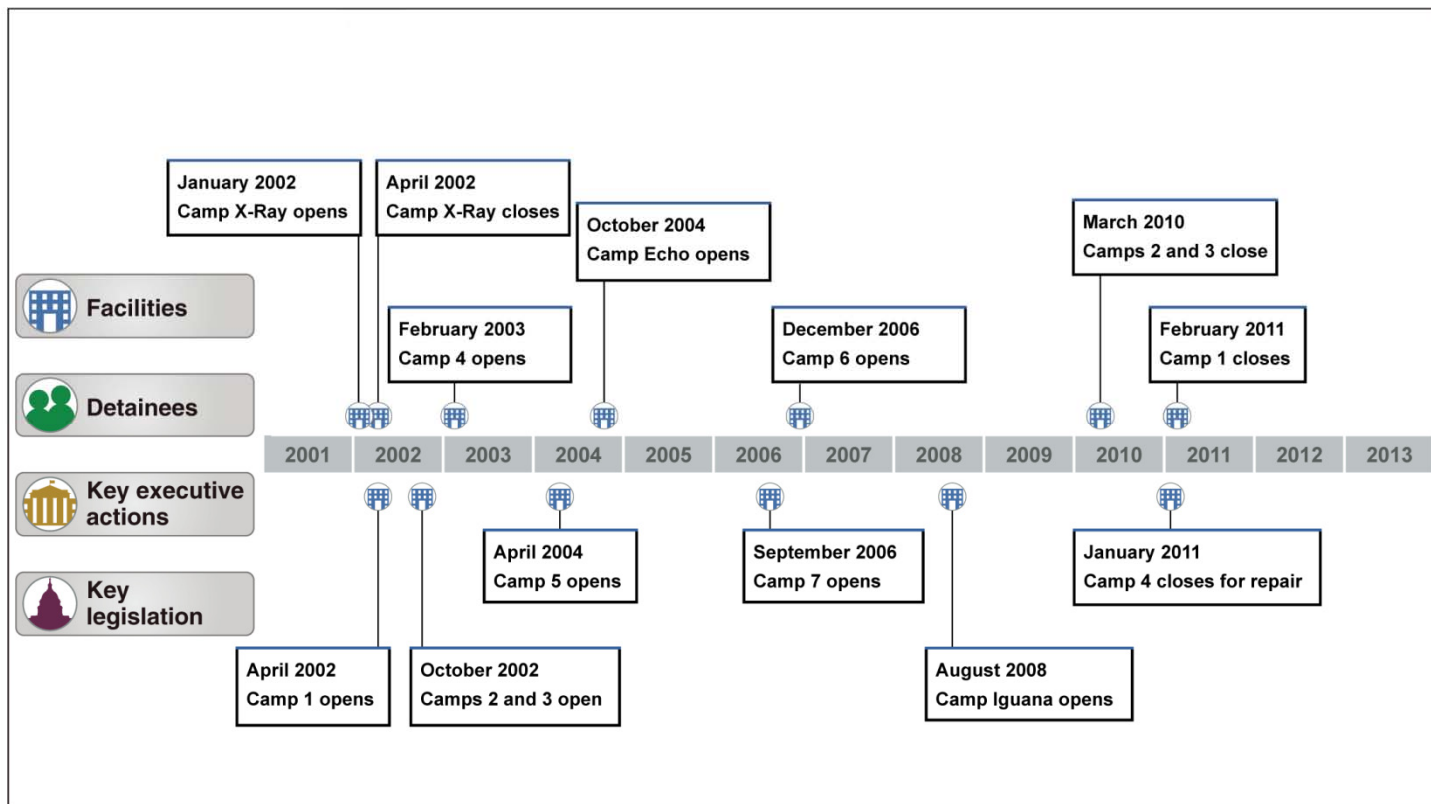 January 2002
Camp X-Ray opens
April 2002
Camp X-Ray closes
October 2004
Camp Echo opens
March 2010
Camps 2 and 3 close
Facilities
February 2003
Camp 4 opens
December 2006
Camp 6 opens
February 2011
Camp 1 closes
Detainees
2001 2002 2003 2004 2005 2006 2007 2008 2009 2010 2011 2012 2013
Key executive
actions
April 2004
Camp 5 opens
September 2006
Camp 7 opens
January 2011
Camp 4 closes for repair
Key
legislation
April 2002
Camp 1 opens
October 2002
Camps 2 and 3 open
August 2008
Camp Iguana opens